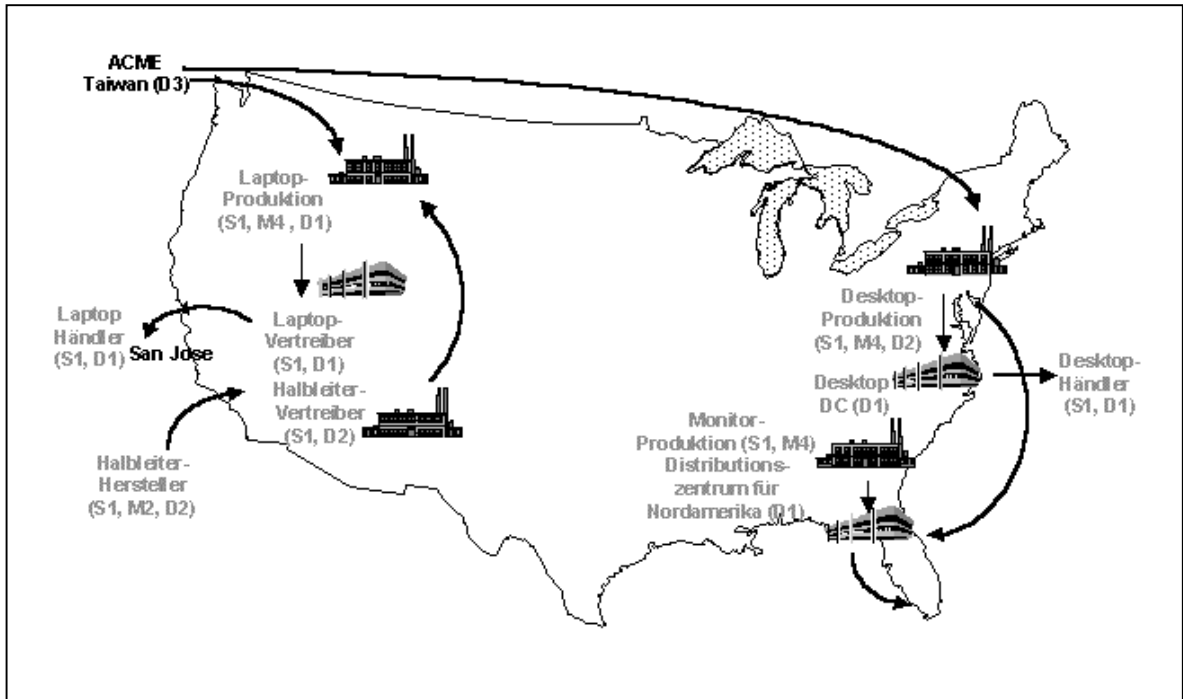 ACME
Taiwan (D3)
Laptop-
Produktion
(S1, M4 , D1)
Laptop
Händler
(S1, D1)
San Jose
Laptop-
Vertreiber
(S1, D1)
Halbleiter-
Vertreiber
(S1, D2)
Halbleiter-
Hersteller
(S1, M2, D2)
Desktop-
Produktion
(S1, M4, D2)
Desktop
DC (D1)
Desktop-
Händler
(S1, D1)
Monitor-
Produktion (S1, M4)
Distributions-
zentrum für
Nordamerika (D1)